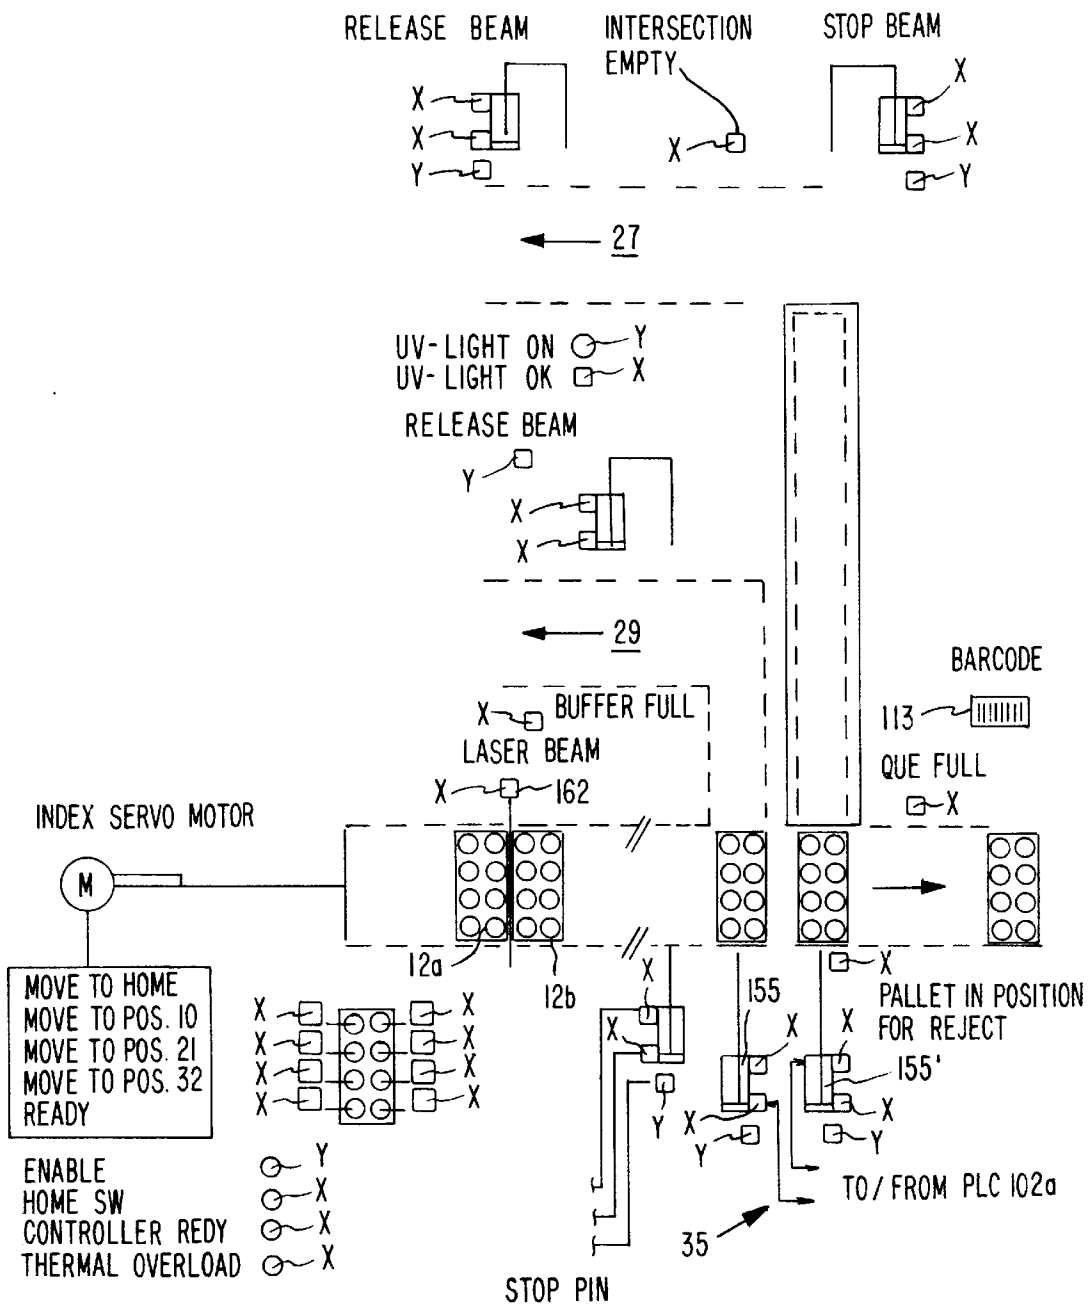 RELEASE BEAM
INTERSECTION
EMPTY
STOP BEAM
X
X
Y
X
X
X
Y
27
UV-LIGHT ON
Y
UV-LIGHT OK
X
RELEASE BEAM
Y
X
X
29
BARCODE
113
X
BUFFER FULL
LASER BEAM
X
162
QUE FULL
X
INDEX SERVO MOTOR
M
12a
12b
MOVE TO HOME
MOVE TO POS. 10
MOVE TO POS. 21
MOVE TO POS. 32
READY
X
X
X
X
X
X
X
X
X
X
Y
155
X
X
Y
X
PALLET IN POSITION
FOR REJECT
X
155'
X
Y
TO/FROM PLC 102a
35
ENABLE
Y
HOME SW
X
CONTROLLER REDY
X
THERMAL OVERLOAD
X
STOP PIN